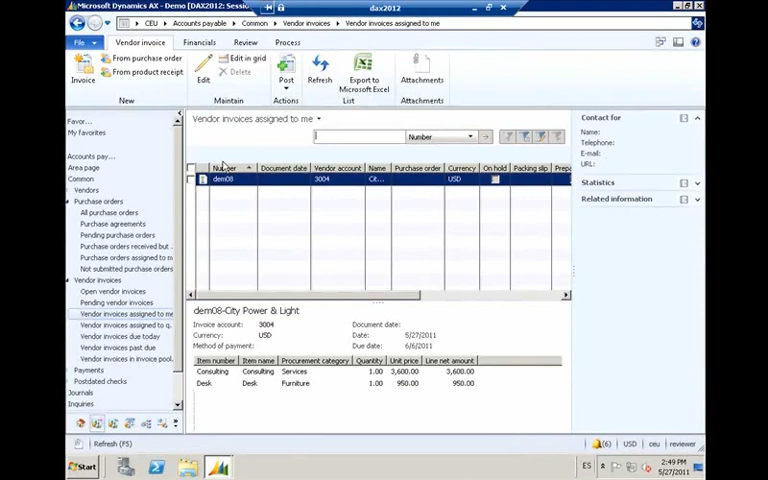 Microsoft Dynamics AX - Demo [DAX2012: Sessi
dax2012
CEU ▸ Accounts payable ▸ Common ▸ Vendor invoices ▸ Vendor invoices assigned to me
File Vendor invoice Financials Review Process
Invoice
From purchase order
From product receipt
New
Edit
Edit in grid
Delete
Maintain
Post
Actions
Refresh
Export to
Microsoft Excel
List
Attachments
Attachments
Favor...
My favorites
Accounts pay...
Area page
Common
Vendors
Purchase orders
All purchase orders
Purchase agreements
Pending purchase orders
Purchase orders received but ..
Purchase orders assigned to m
Not submitted purchase orders
Vendor invoices
Open vendor invoices
Pending vendor invoices
Vendor invoices assigned to me
Vendor invoices assigned to q.
Vendor invoices due today
Vendor invoices past due
Vendor invoices in invoice pool.
Payments
Postdated checks
Journals
Inquiries
Vendor invoices assigned to me
Number
Number Document date Vendor account Name Purchase order Currency On hold Packing slip Prepa
dem08 3004 Cit... USD
dem08-City Power & Light
Invoice account: 3004 Document date:
Currency: USD Date: 5/27/2011
Method of payment: Due date: 6/6/2011
Item number Item name Procurement category Quantity Unit price Line net amount
Consulting Consulting Services 1.00 3,600.00 3,600.00
Desk Desk Furniture 1.00 950.00 950.00
Contact for
Name:
Telephone:
E-mail:
URL:
Statistics
Related information
Refresh (F5)
(6) USD ceu reviewer
Start
ES
2:49 PM
5/27/2011